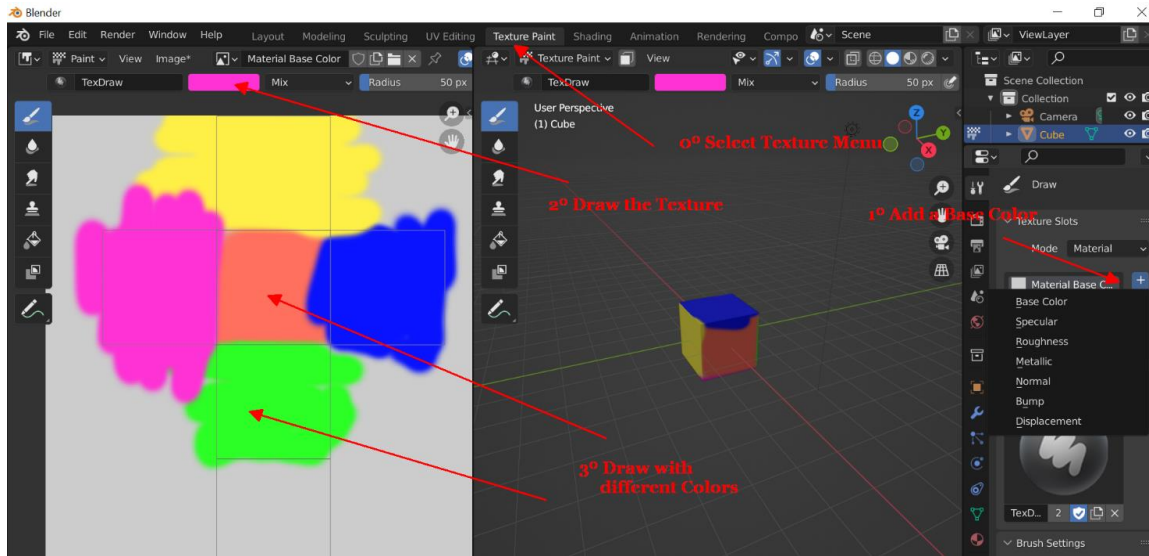 Blender
File Edit Render Window Help Layout Modeling Sculpting UV Editing Texture Paint Shading Animation Rendering Compo Scene ViewLayer
Paint View Image* Material Base Color Texture Paint View
TexDraw Mix Radius 50 px TexDraw Mix Radius 50 px
User Perspective
(1) Cube
Z
Y
X
0º Select Texture Menu
2º Draw the Texture
1º Add a Base Color
3º Draw with
different Colors
Scene Collection
Collection
Camera
Cube
Draw
Texture Slots
Mode Material
Material Base C...
+
Base Color
Specular
Roughness
Metallic
Normal
Bump
Displacement
TexD... 2
Brush Settings